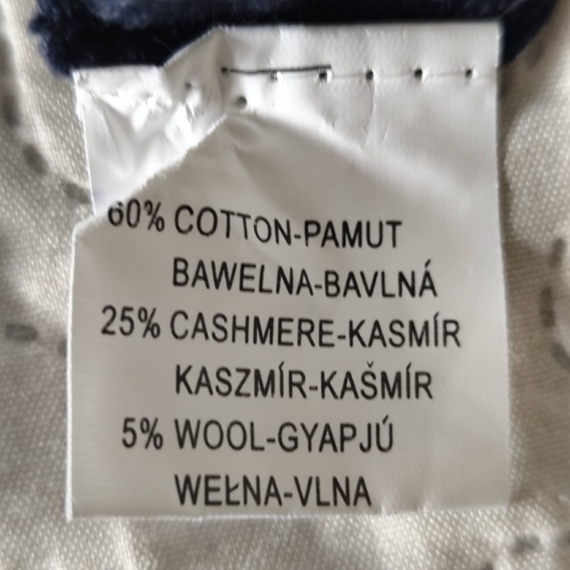 60% COTTON-PAMUT
BAWELNA-BAVLNÁ
25% CASHMERE-KASMÍR
KASZMÍR-KAŠMÍR
5% WOOL-GYAPJÚ
WEŁNA-VLNA